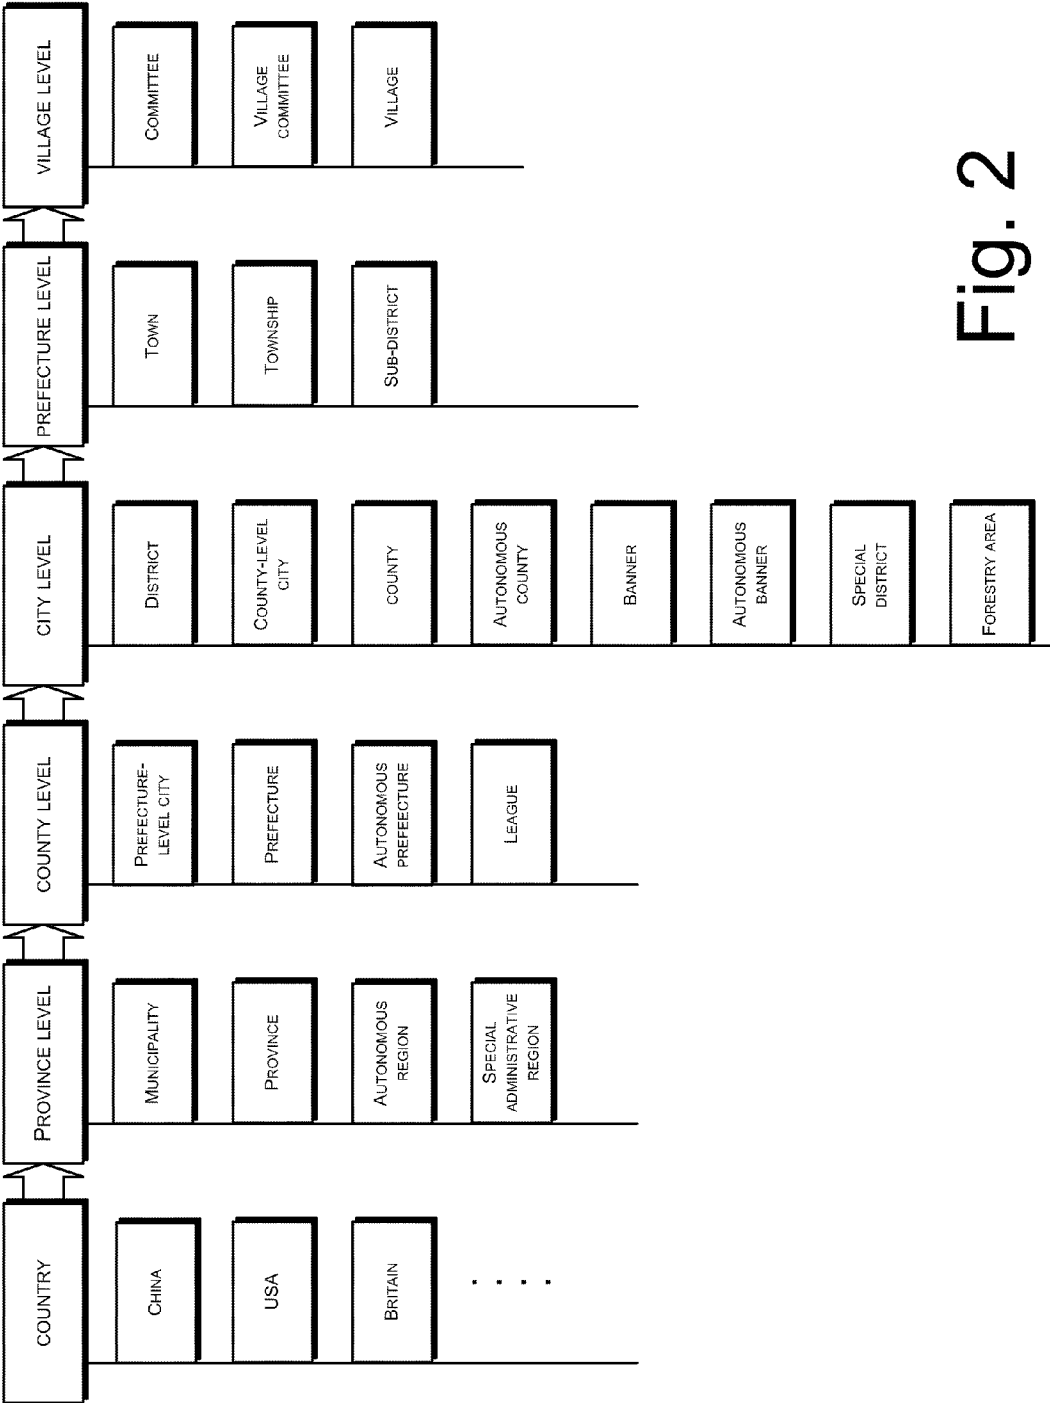 COUNTRY
CHINA
USA
BRITAIN
. . . .
PROVINCE LEVEL
MUNICIPALITY
PROVINCE
AUTONOMOUS
REGION
SPECIAL
ADMINISTRATIVE
REGION
COUNTY LEVEL
PREFECTURE-
LEVEL CITY
PREFECTURE
AUTONOMOUS
PREFEECTURE
LEAGUE
CITY LEVEL
DISTRICT
COUNTY-LEVEL
CITY
COUNTY
AUTONOMOUS
COUNTY
BANNER
AUTONOMOUS
BANNER
SPECIAL
DISTRICT
FORESTRY AREA
PREFECTURE LEVEL
TOWN
TOWNSHIP
SUB-DISTRICT
VILLAGE LEVEL
COMMITTEE
VILLAGE
COMMITTEE
VILLAGE
Fig. 2